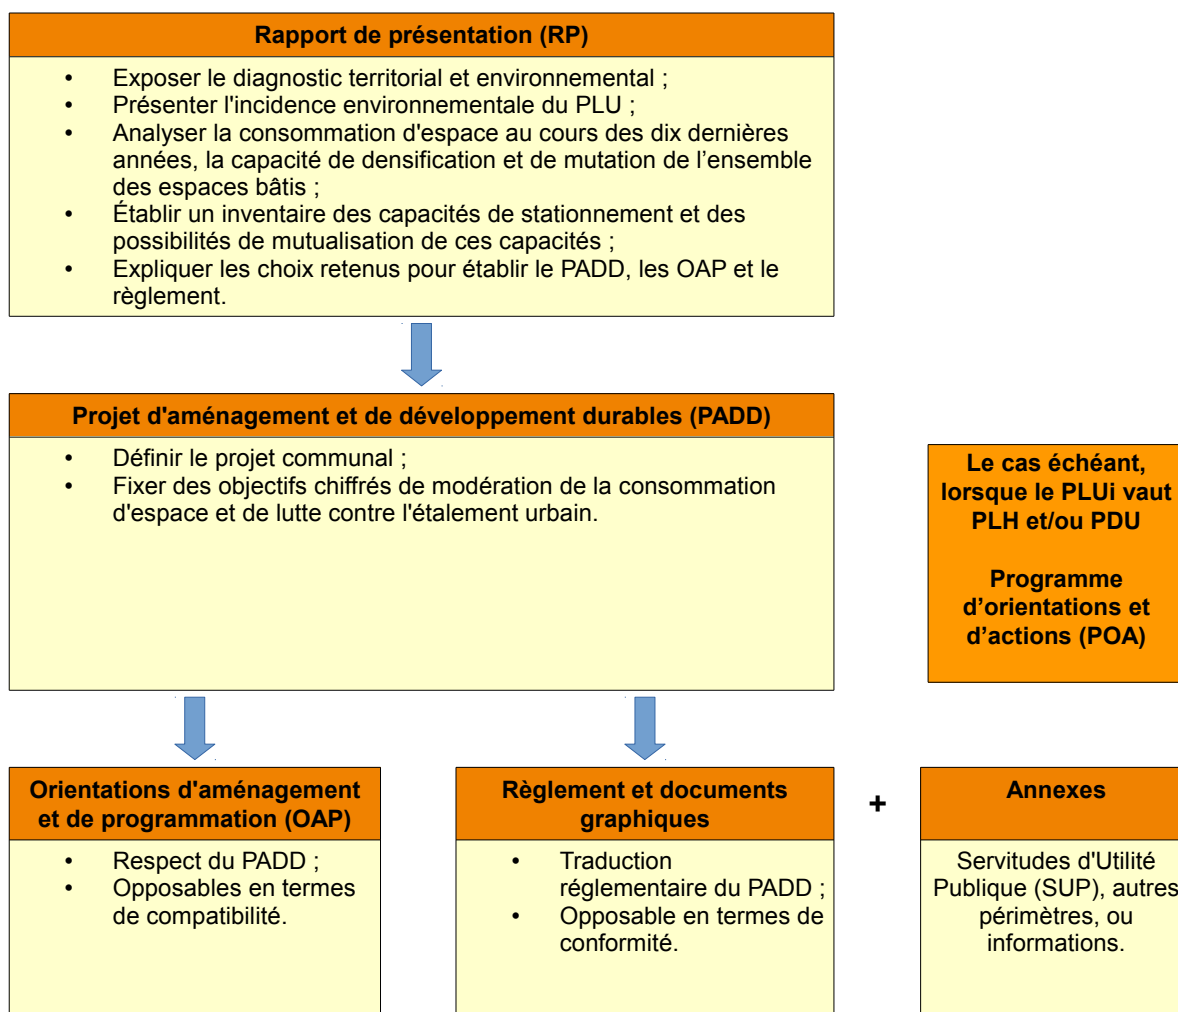 Rapport de présentation (RP)
• Exposer le diagnostic territorial et environnemental ;
• Présenter l'incidence environnementale du PLU ;
• Analyser la consommation d'espace au cours des dix dernières
années, la capacité de densification et de mutation de l’ensemble
des espaces bâtis ;
• Établir un inventaire des capacités de stationnement et des
possibilités de mutualisation de ces capacités ;
• Expliquer les choix retenus pour établir le PADD, les OAP et le
règlement.
Projet d'aménagement et de développement durables (PADD)
• Définir le projet communal ;
• Fixer des objectifs chiffrés de modération de la consommation
d'espace et de lutte contre l'étalement urbain.
Le cas échéant,
lorsque le PLUi vaut
PLH et/ou PDU
Programme
d’orientations et
d’actions (POA)
Orientations d'aménagement
et de programmation (OAP)
• Respect du PADD ;
• Opposables en termes
de compatibilité.
Règlement et documents
graphiques
• Traduction
réglementaire du PADD ;
• Opposable en termes de
conformité.
+
Annexes
Servitudes d'Utilité
Publique (SUP), autres
périmètres, ou
informations.